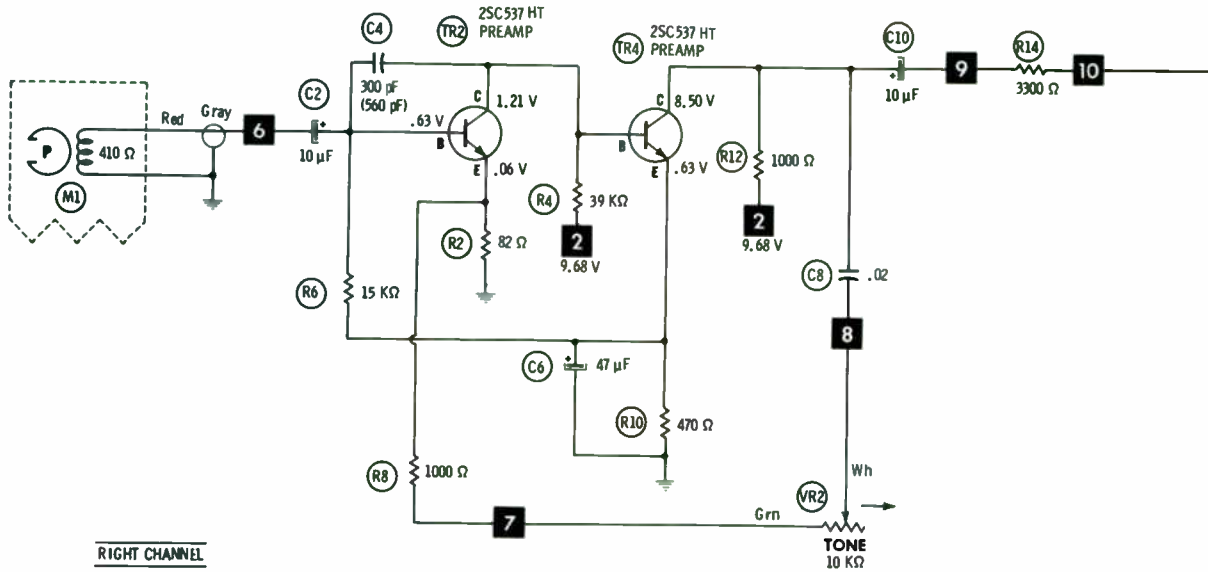 2SC537 HT
PREAMP
TR2
C4
300 pF
(560 pF)
C
1.21 V
.63 V
B
E
.06 V
2SC537 HT
PREAMP
TR4
C
8.50 V
B
E
.63 V
C10
10 µF
9
R14
3300 Ω
10
P
410 Ω
M1
Red
Gray
6
C2
10 µF
R4
39 KΩ
2
9.68 V
R12
1000 Ω
2
9.68 V
R2
82 Ω
R6
15 KΩ
C8
.02
8
C6
47 µF
R10
470 Ω
R8
1000 Ω
7
Grn
Wh
VR2
TONE
10 KΩ
RIGHT CHANNEL